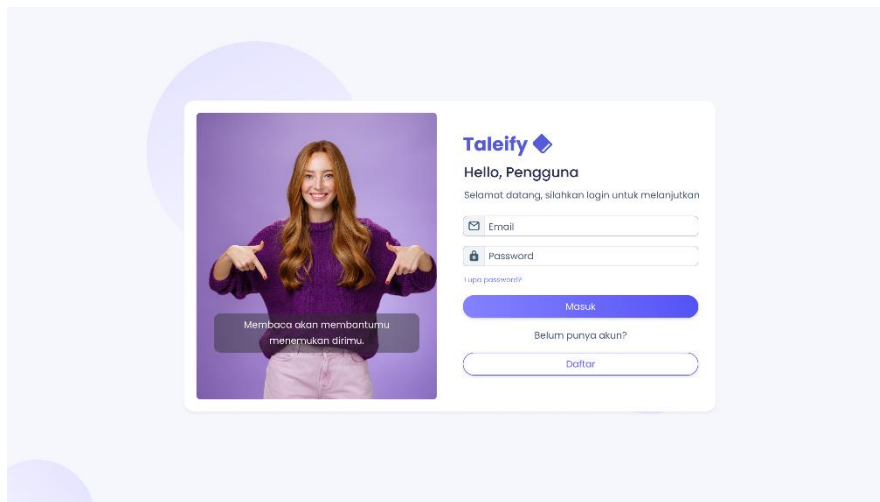 Taleify
Hello, Pengguna
Selamat datang, silahkan login untuk melanjutkan
Email
Password
Lupa password?
Masuk
Belum punya akun?
Daftar
Membaca akan membantumu
menemukan dirimu.